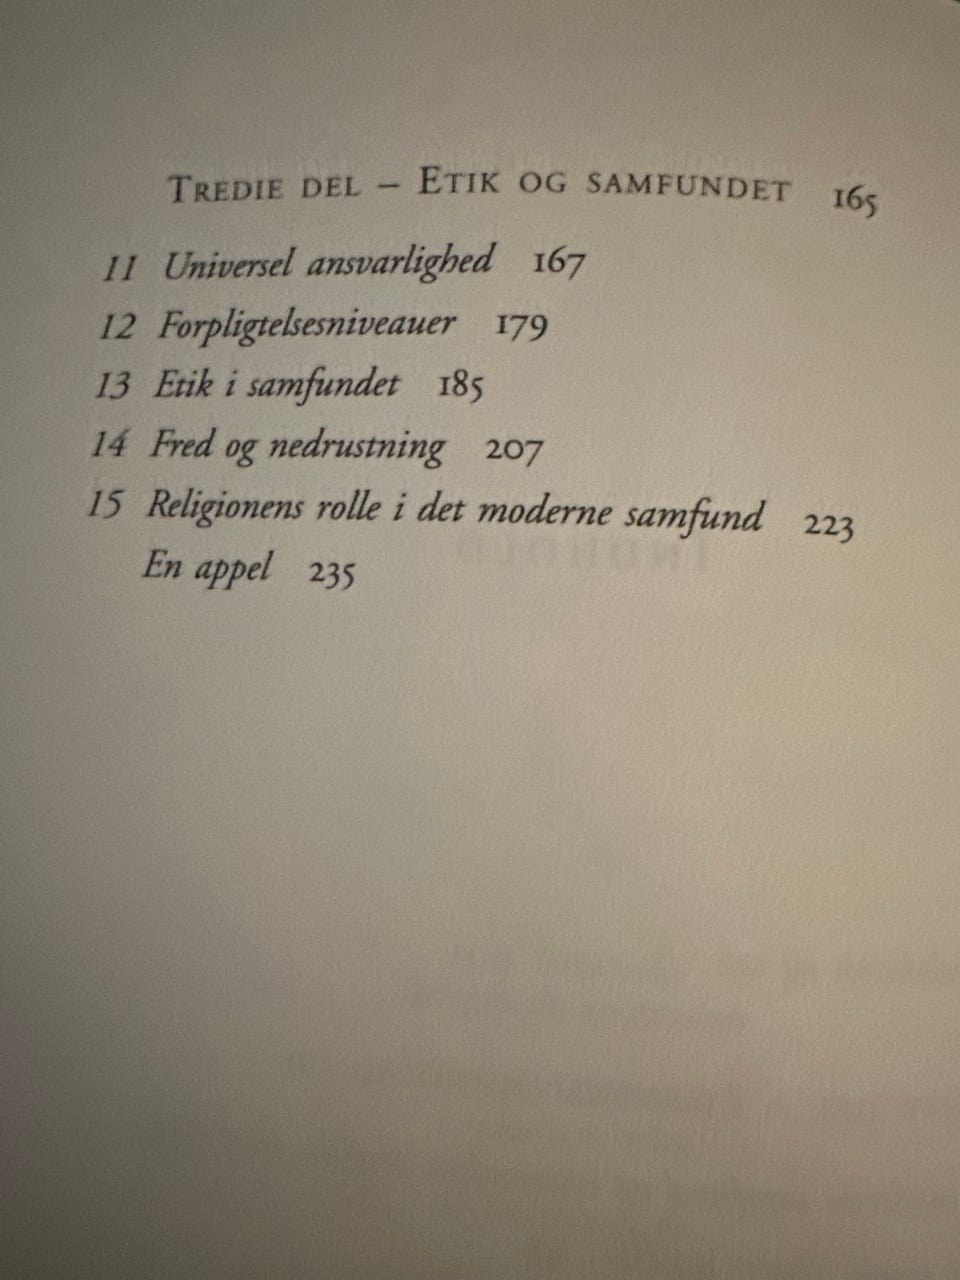 TREDIE DEL – ETIK OG SAMFUNDET 165
11 Universel ansvarlighed 167
12 Forpligtelsesniveauer 179
13 Etik i samfundet 185
14 Fred og nedrustning 207
15 Religionens rolle i det moderne samfund 223
En appel 235